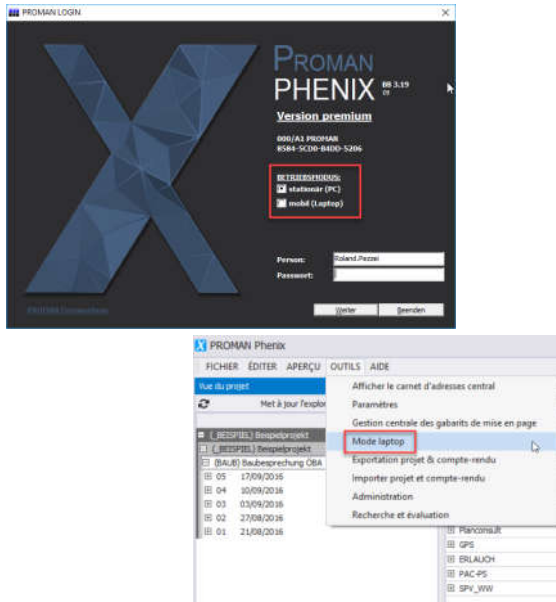 PROMAN LOGIN
PROMAN
PHENIX BB 3.19
Version premium
000/A1 PROMAN
BETRIEBSMODUS:
stationär (PC)
mobil (Laptop)
Person: Roland.Pezzei
Passwort:
Weiter Beenden
PROMAN Phenix
FICHIER ÉDITER APERÇU OUTILS AIDE
Vue du projet
Met à jour l'explor
(_BEISPIEL) Beispielprojekt
(_BEISPIEL) Beispielprojekt
(BAUB) Baubesprechung ÖBA
05 17/09/2016
04 10/09/2016
03 03/09/2016
02 27/08/2016
01 21/08/2016
Afficher le carnet d'adresses central
Paramètres
Gestion centrale des gabarits de mise en page
Mode laptop
Exportation projet & compte-rendu
Importer projet et compte-rendu
Administration
Recherche et évaluation
Planconsult
GPS
ERLAUCH
PAC-PS
SPV_WW